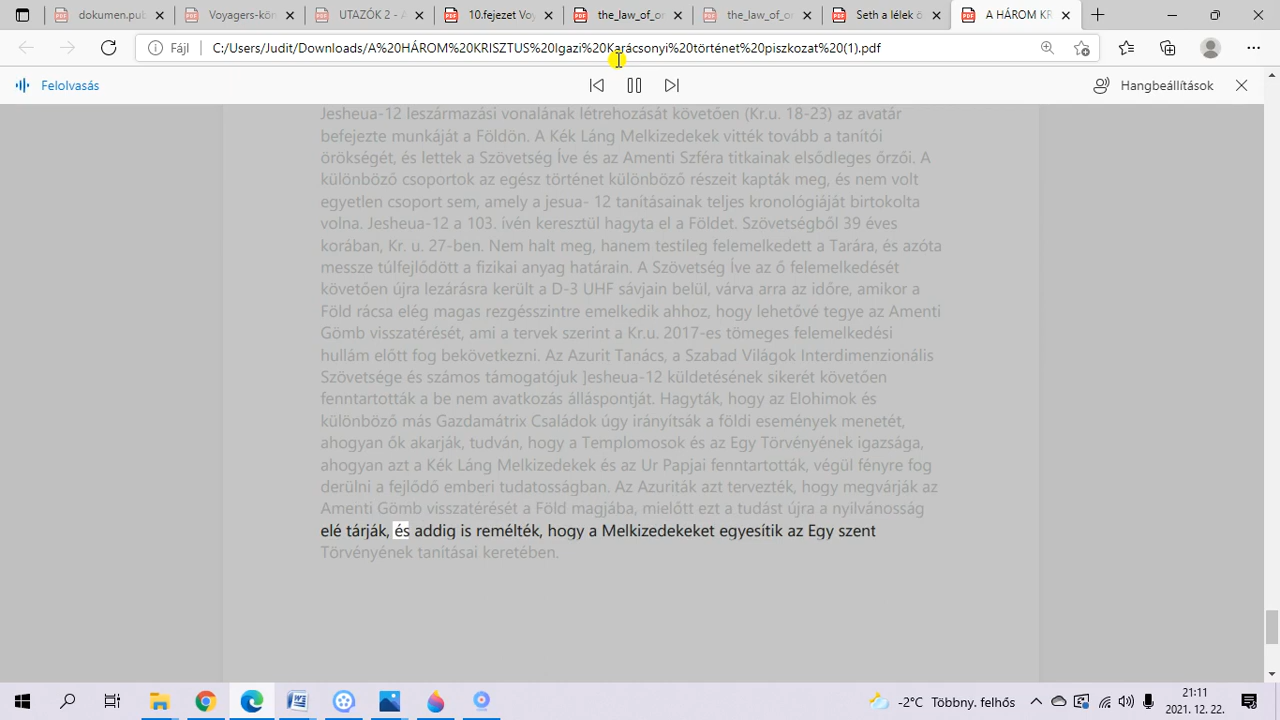 dokumen.pub
Voyagers-kön
UTAZÓK 2 - A
10.fejezet Voy
the_law_of_or
the_law_of_or
Seth a lélek ö
A HÁROM KR
Fájl
C:/Users/Judit/Downloads/A%20HÁROM%20KRISZTUS%20Igazi%20Karácsonyi%20történet%20piszkozat%20(1).pdf
Felolvasás
Hangbeállítások
Jesheua-12 leszármazási vonalának létrehozását követően (Kr.u. 18-23) az avatár
befejezte munkáját a Földön. A Kék Láng Melkizedekek vitték tovább a tanítói
örökségét, és lettek a Szövetség Íve és az Amenti Szféra titkainak elsődleges őrzői. A
különböző csoportok az egész történet különböző részeit kapták meg, és nem volt
egyetlen csoport sem, amely a jesua- 12 tanításainak teljes kronológiáját birtokolta
volna. Jesheua-12 a 103. ívén keresztül hagyta el a Földet. Szövetségből 39 éves
korában, Kr. u. 27-ben. Nem halt meg, hanem testileg felemelkedett a Tarára, és azóta
messze túlfejlődött a fizikai anyag határain. A Szövetség Íve az ő felemelkedését
követően újra lezárásra került a D-3 UHF sávjain belül, várva arra az időre, amikor a
Föld rácsa elég magas rezgésszintre emelkedik ahhoz, hogy lehetővé tegye az Amenti
Gömb visszatérését, ami a tervek szerint a Kr.u. 2017-es tömeges felemelkedési
hullám előtt fog bekövetkezni. Az Azurit Tanács, a Szabad Világok Interdimenzionális
Szövetsége és számos támogatójuk ]esheua-12 küldetésének sikerét követően
fenntartották a be nem avatkozás álláspontját. Hagyták, hogy az Elohimok és
különböző más Gazdamátrix Családok úgy irányítsák a földi események menetét,
ahogyan ők akarják, tudván, hogy a Templomosok és az Egy Törvényének igazsága,
ahogyan azt a Kék Láng Melkizedekek és az Ur Papjai fenntartották, végül fényre fog
derülni a fejlődő emberi tudatosságban. Az Azuriták azt tervezték, hogy megvárják az
Amenti Gömb visszatérését a Föld magjába, mielőtt ezt a tudást újra a nyilvánosság
elé tárják, és addig is remélték, hogy a Melkizedekeket egyesítik az Egy szent
Törvényének tanításai keretében.
-2°C Többny. felhős
21:11
2021. 12. 22.